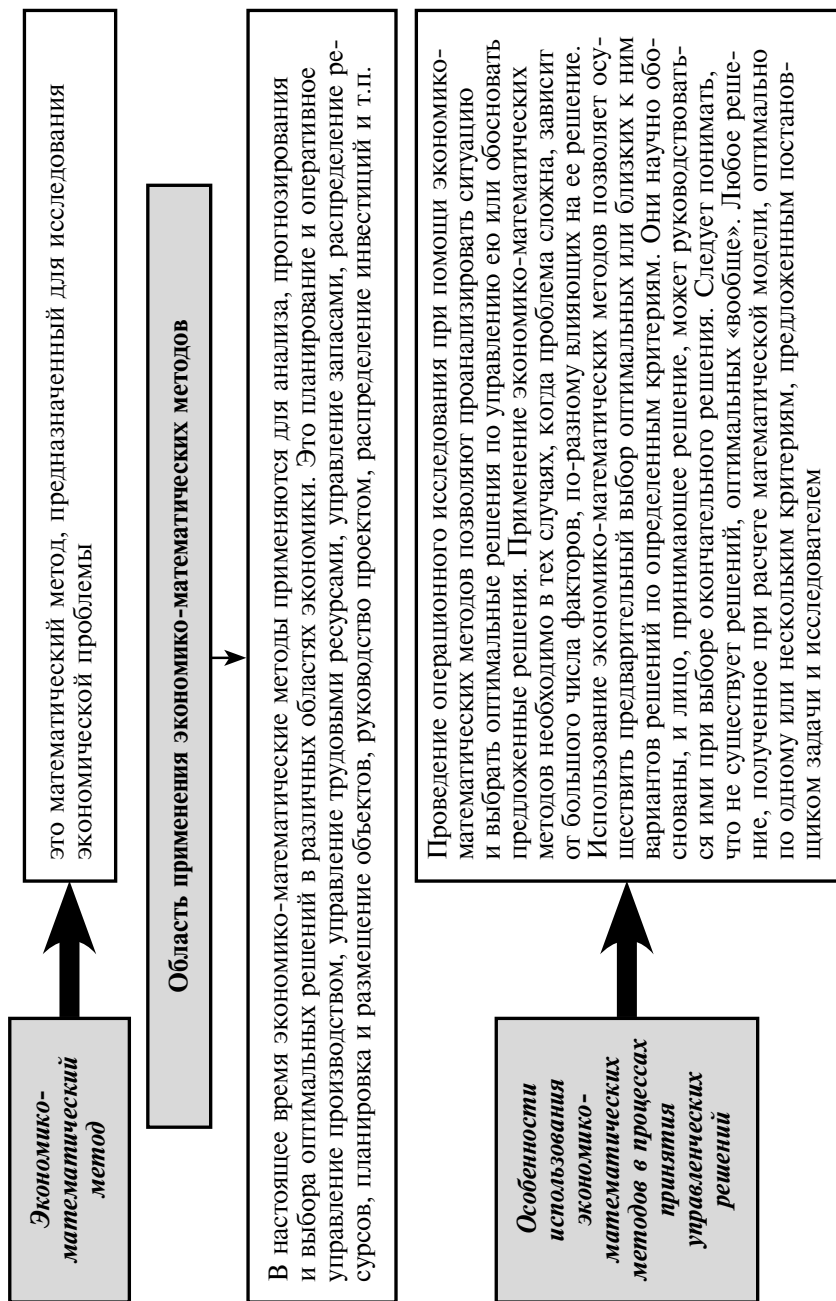 Экономико-
математический
метод
это математический метод, предназначенный для исследования
экономической проблемы
Область применения экономико-математических методов
В настоящее время экономико-математические методы применяются для анализа, прогнозирования
и выбора оптимальных решений в различных областях экономики. Это планирование и оперативное
управление производством, управление трудовыми ресурсами, управление запасами, распределение ре-
сурсов, планировка и размещение объектов, руководство проектом, распределение инвестиций и т.п.
Особенности
использования
экономико-
математических
методов в процессах
принятия
управленческих
решений
Проведение операционного исследования при помощи экономико-
математических методов позволяют проанализировать ситуацию
и выбрать оптимальные решения по управлению ею или обосновать
предложенные решения. Применение экономико-математических
методов необходимо в тех случаях, когда проблема сложна, зависит
от большого числа факторов, по-разному влияющих на ее решение.
Использование экономико-математических методов позволяет осу-
ществить предварительный выбор оптимальных или близких к ним
вариантов решений по определенным критериям. Они научно обо-
снованы, и лицо, принимающее решение, может руководствовать-
ся ими при выборе окончательного решения. Следует понимать,
что не существует решений, оптимальных «вообще». Любое реше-
ние, полученное при расчете математической модели, оптимально
по одному или нескольким критериям, предложенным постанов-
щиком задачи и исследователем